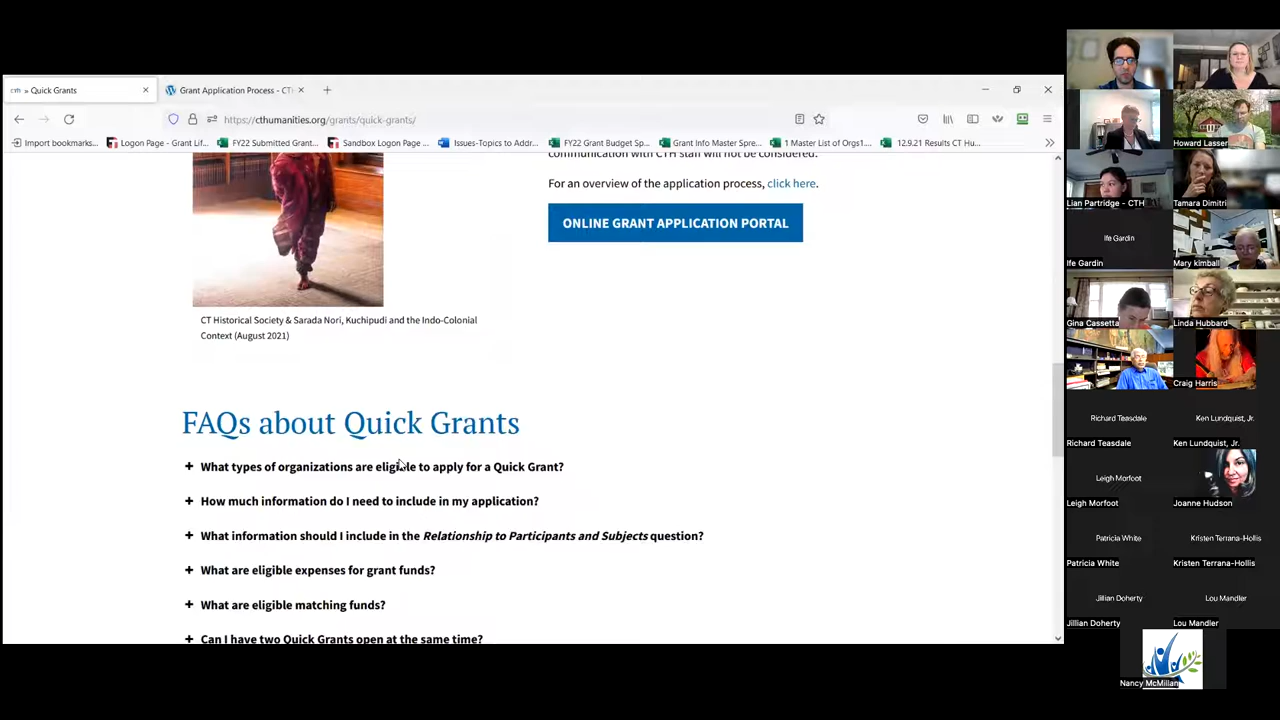 cth » Quick Grants
Grant Application Process - CTH
https://cthumanities.org/grants/quick-grants/
Import bookmarks...
Logon Page - Grant Lif...
FY22 Submitted Grant...
Sandbox Logon Page ...
Issues-Topics to Addr...
FY22 Grant Budget Sp...
Grant Info Master Spre...
1 Master List of Orgs1....
12.9.21 Results CT Hu...
communication with CTH staff will not be considered.
For an overview of the application process, click here.
ONLINE GRANT APPLICATION PORTAL
CT Historical Society & Sarada Nori, Kuchipudi and the Indo-Colonial
Context (August 2021)
FAQs about Quick Grants
+ What types of organizations are eligible to apply for a Quick Grant?
+ How much information do I need to include in my application?
+ What information should I include in the Relationship to Participants and Subjects question?
+ What are eligible expenses for grant funds?
+ What are eligible matching funds?
+ Can I have two Quick Grants open at the same time?
Howard Lasser
Lian Partridge - CTH
Tamara Dimitri
Ife Gardin
Ife Gardin
Mary kimball
Gina Cassetta
Linda Hubbard
Craig Harris
Richard Teasdale
Ken Lundquist, Jr.
Richard Teasdale
Ken Lundquist, Jr.
Leigh Morfoot
Leigh Morfoot
Joanne Hudson
Patricia White
Kristen Terrana-Hollis
Patricia White
Kristen Terrana-Hollis
Jillian Doherty
Lou Mandler
Jillian Doherty
Lou Mandler
Nancy McMillan